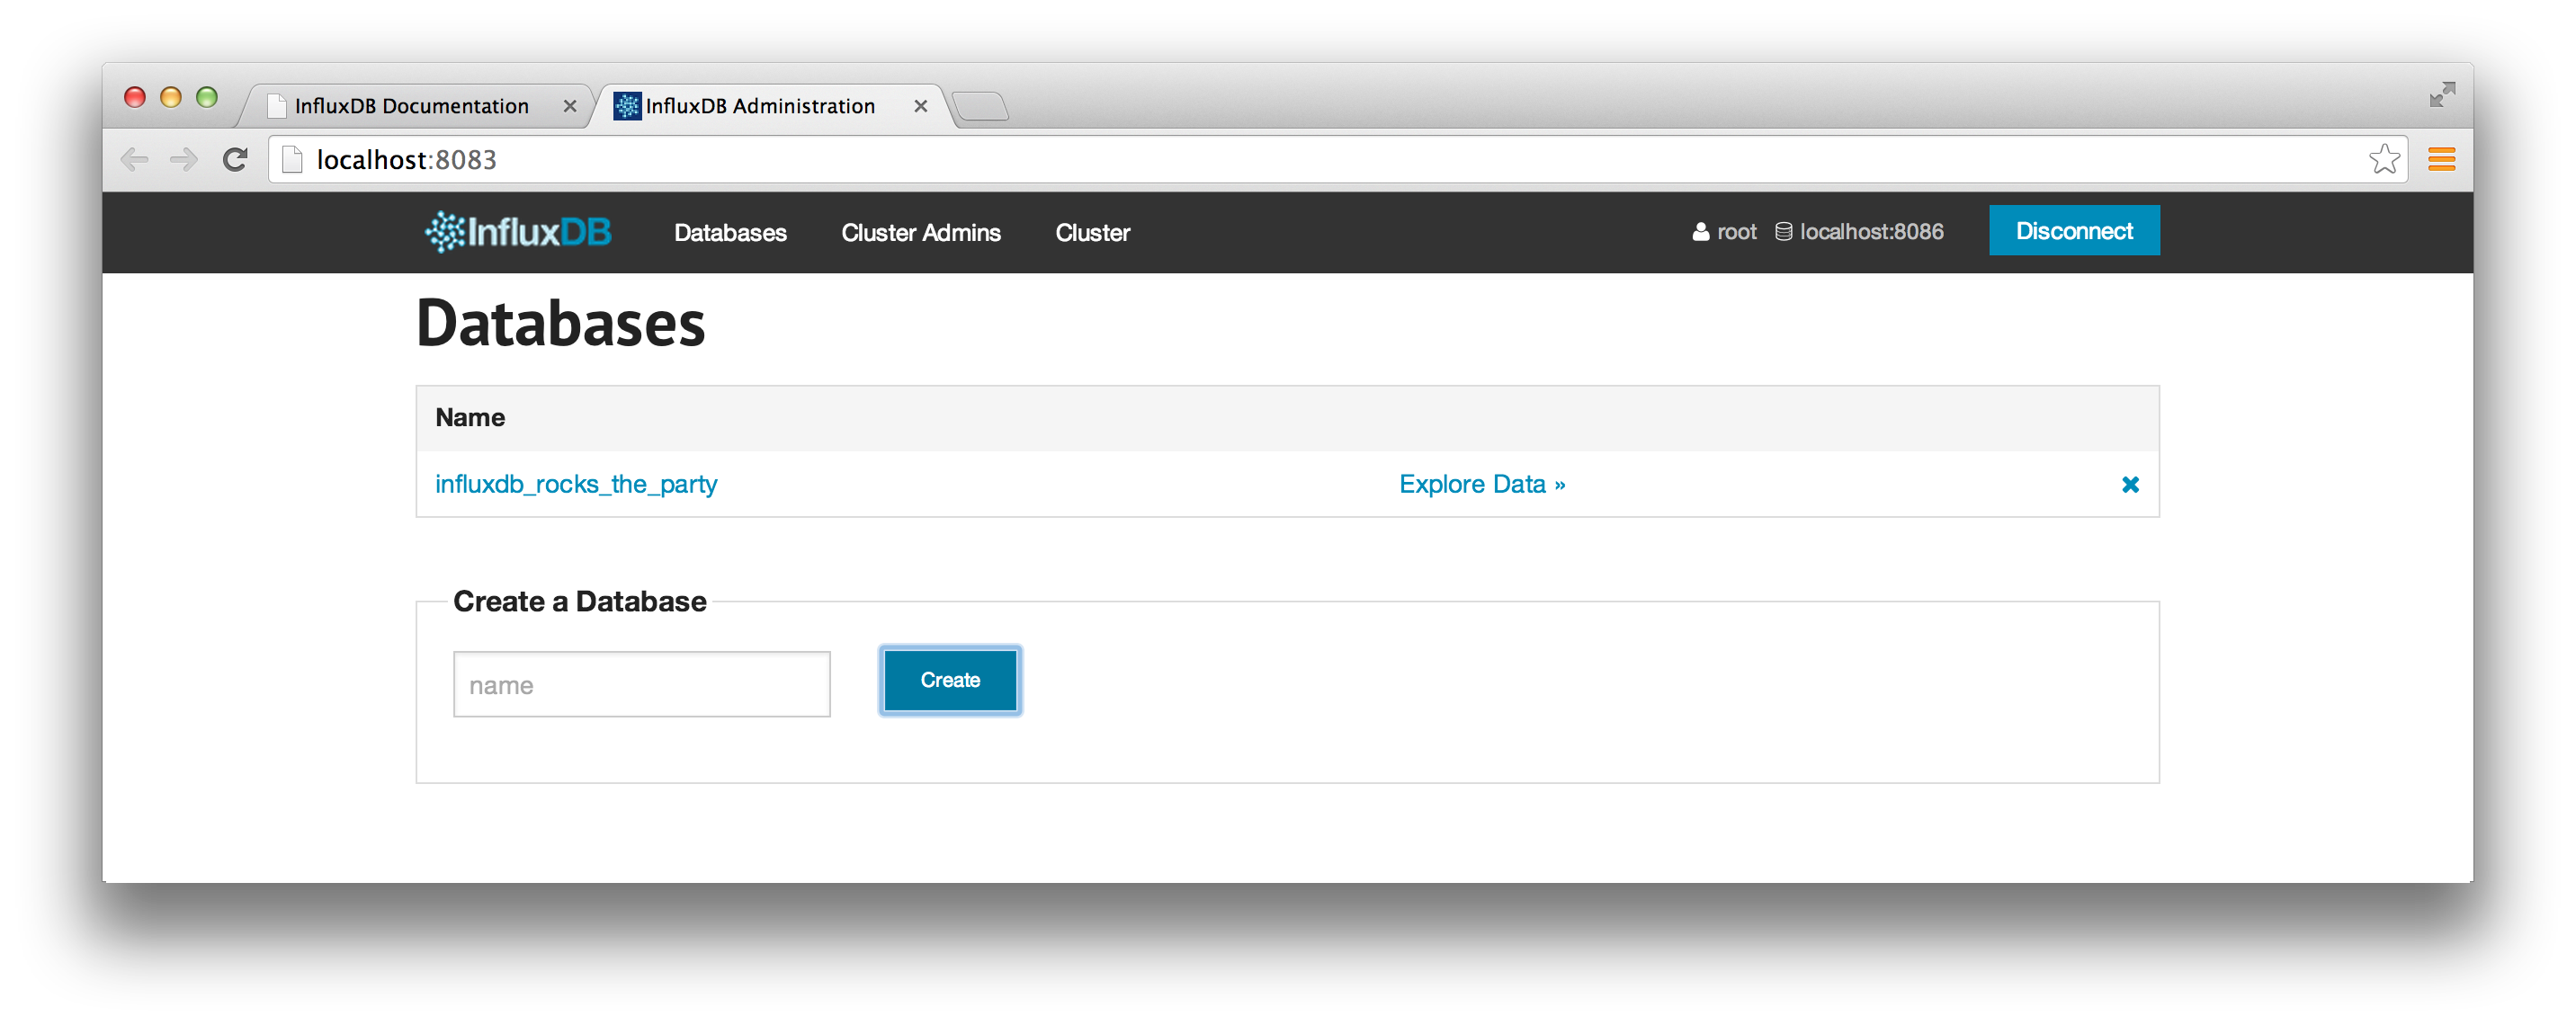 InfluxDB Documentation InfluxDB Administration
localhost:8083
InfluxDB Databases Cluster Admins Cluster root localhost:8086 Disconnect
Databases
Name
influxdb_rocks_the_party Explore Data »
Create a Database
name Create